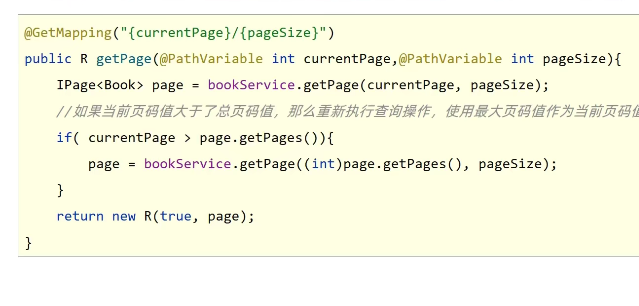 @GetMapping("{currentPage}/{pageSize}")
public R getPage(@PathVariable int currentPage,@PathVariable int pageSize){
    IPage<Book> page = bookService.getPage(currentPage, pageSize);
    //如果当前页码值大于了总页码值，那么重新执行查询操作，使用最大页码值作为当前页码值
    if( currentPage > page.getPages()){
        page = bookService.getPage((int)page.getPages(), pageSize);
    }
    return new R(true, page);
}